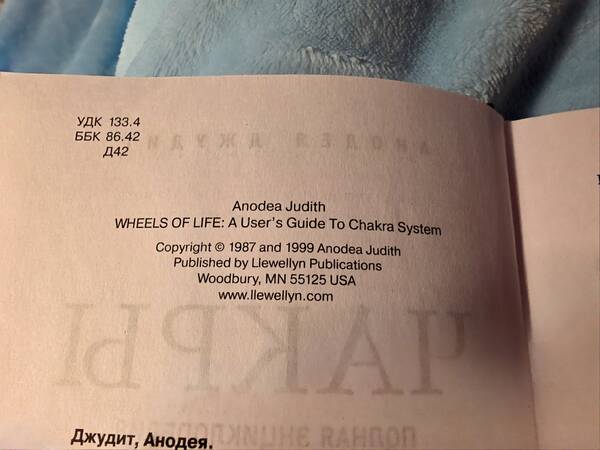 УДК 133.4
ББК 86.42
Д42
Anodea Judith
WHEELS OF LIFE: A User's Guide To Chakra System
Copyright © 1987 and 1999 Anodea Judith
Published by Llewellyn Publications
Woodbury, MN 55125 USA
www.llewellyn.com
Джудит, Анодея.